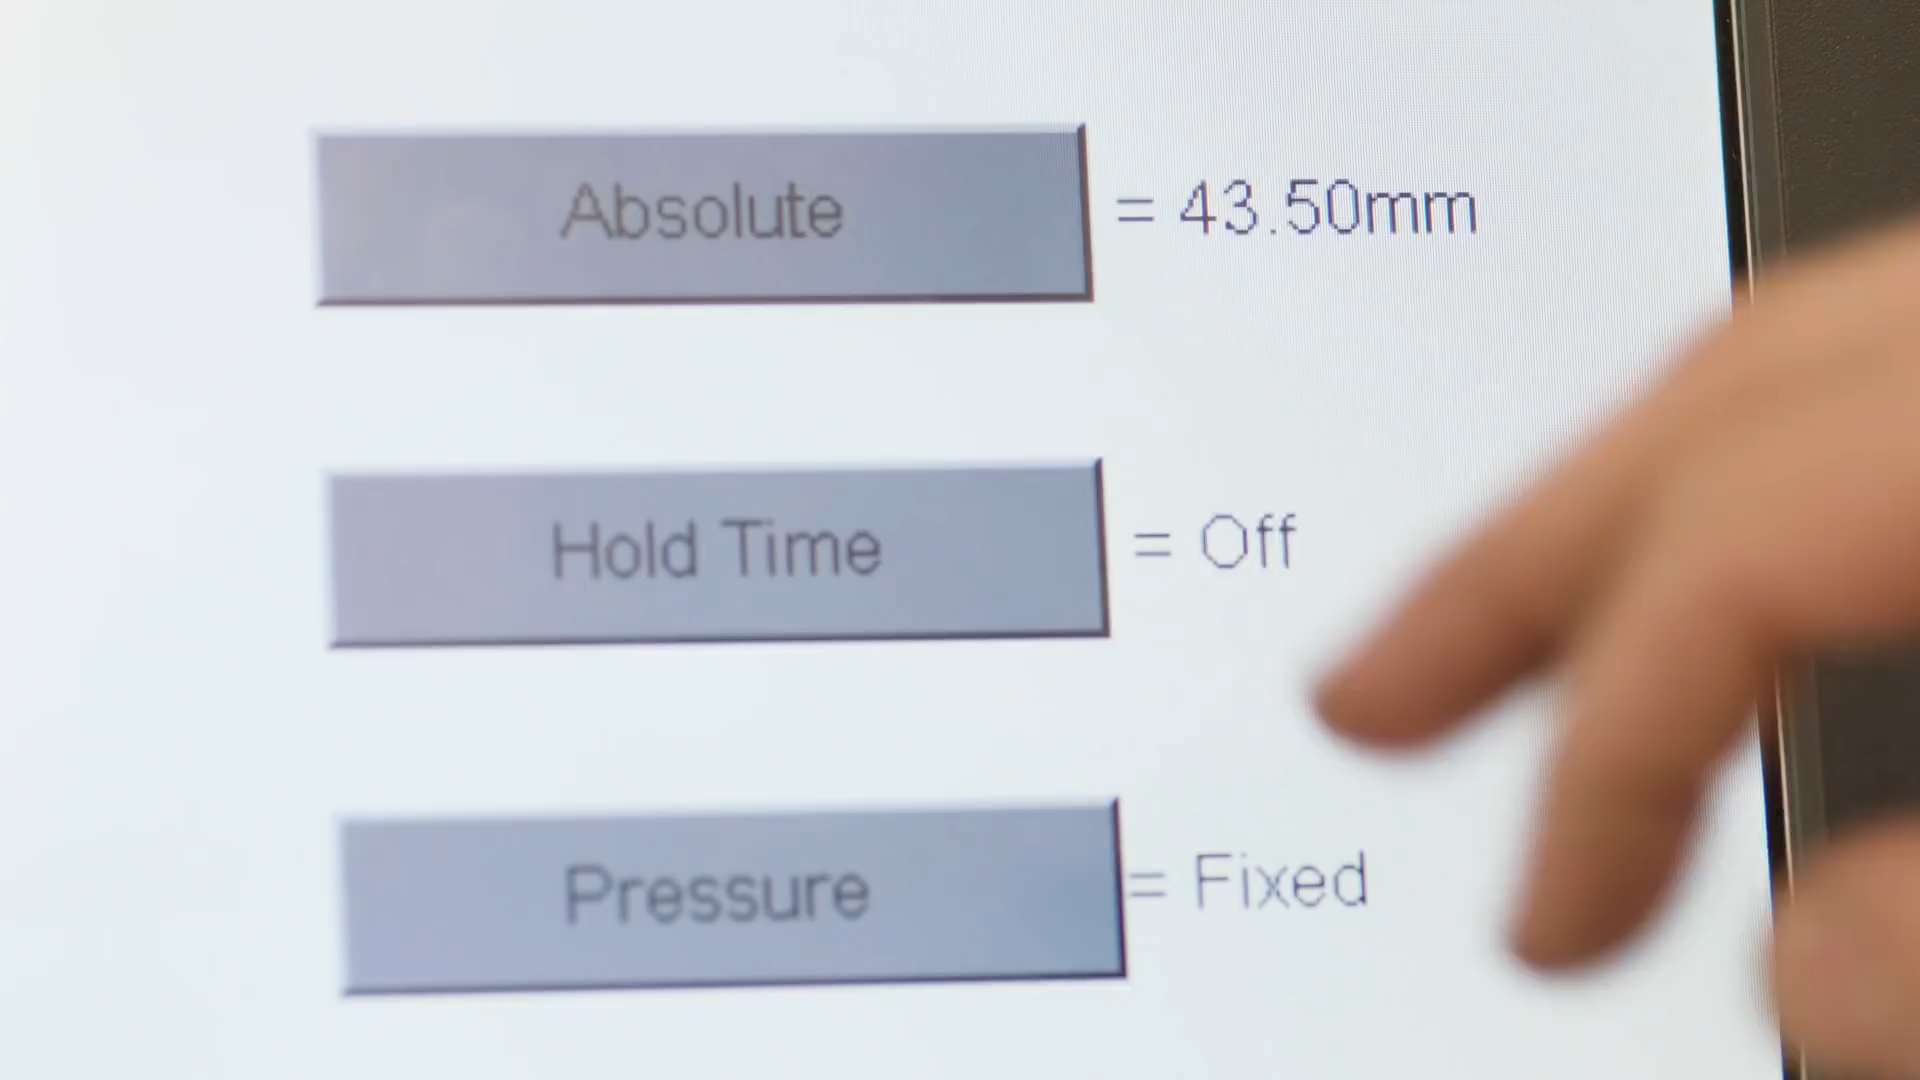 Absolute = 43.50mm
Hold Time = Off
Pressure = Fixed